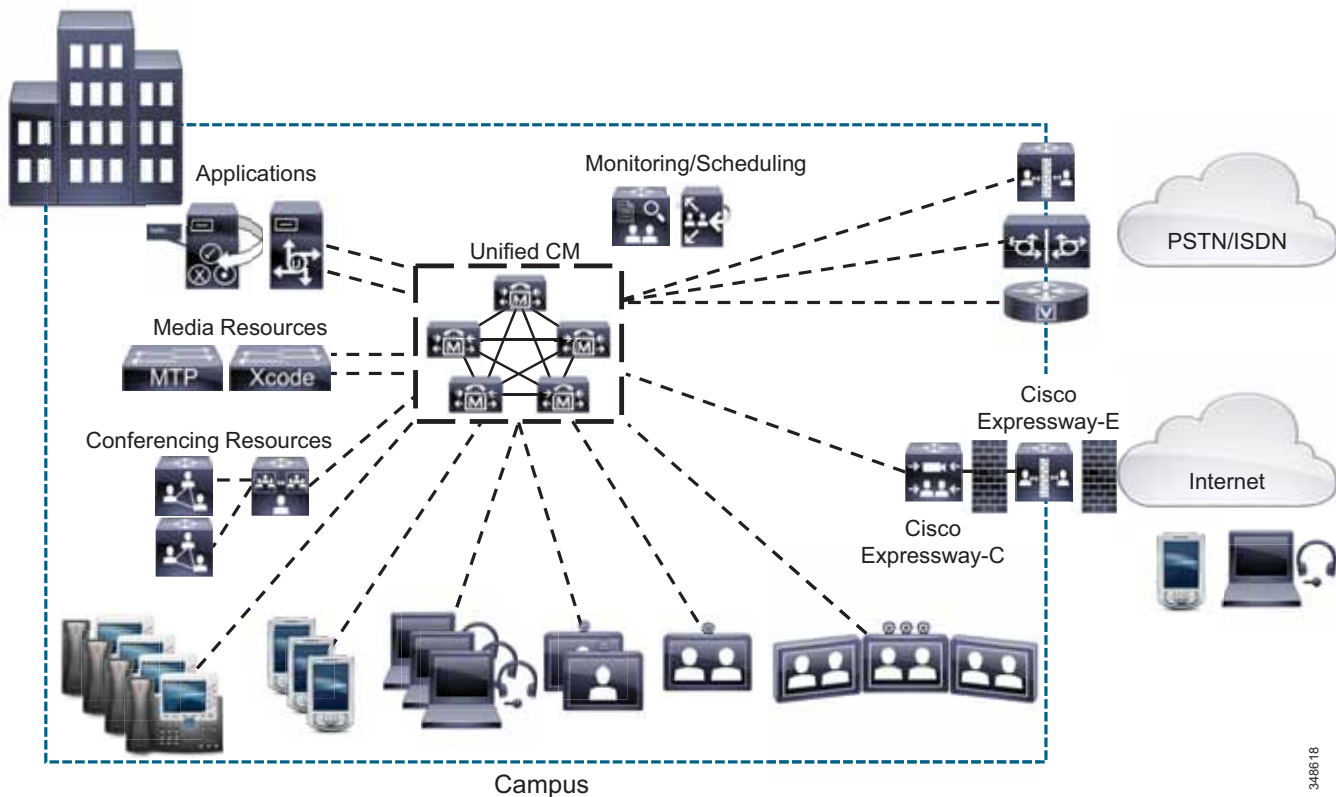 Applications
Monitoring/Scheduling
Unified CM
M
M
M
M
M
PSTN/ISDN
V
Media Resources
MTP
Xcode
Conferencing Resources
Cisco
Expressway-E
Internet
Cisco
Expressway-C
Campus
348618